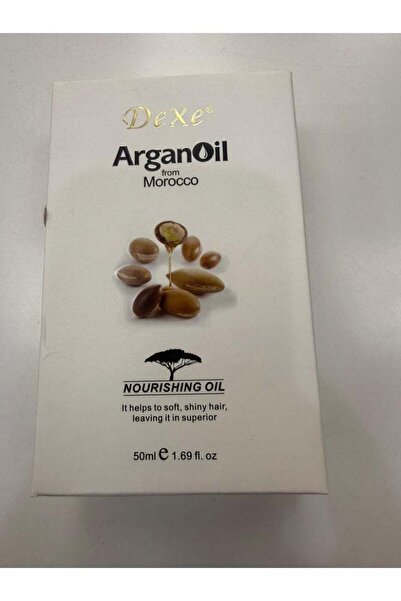 Dexe®
ArganOil
from
Morocco
NOURISHING OIL
It helps to soft, shiny hair,
leaving it in superior
50ml e 1.69 fl. oz